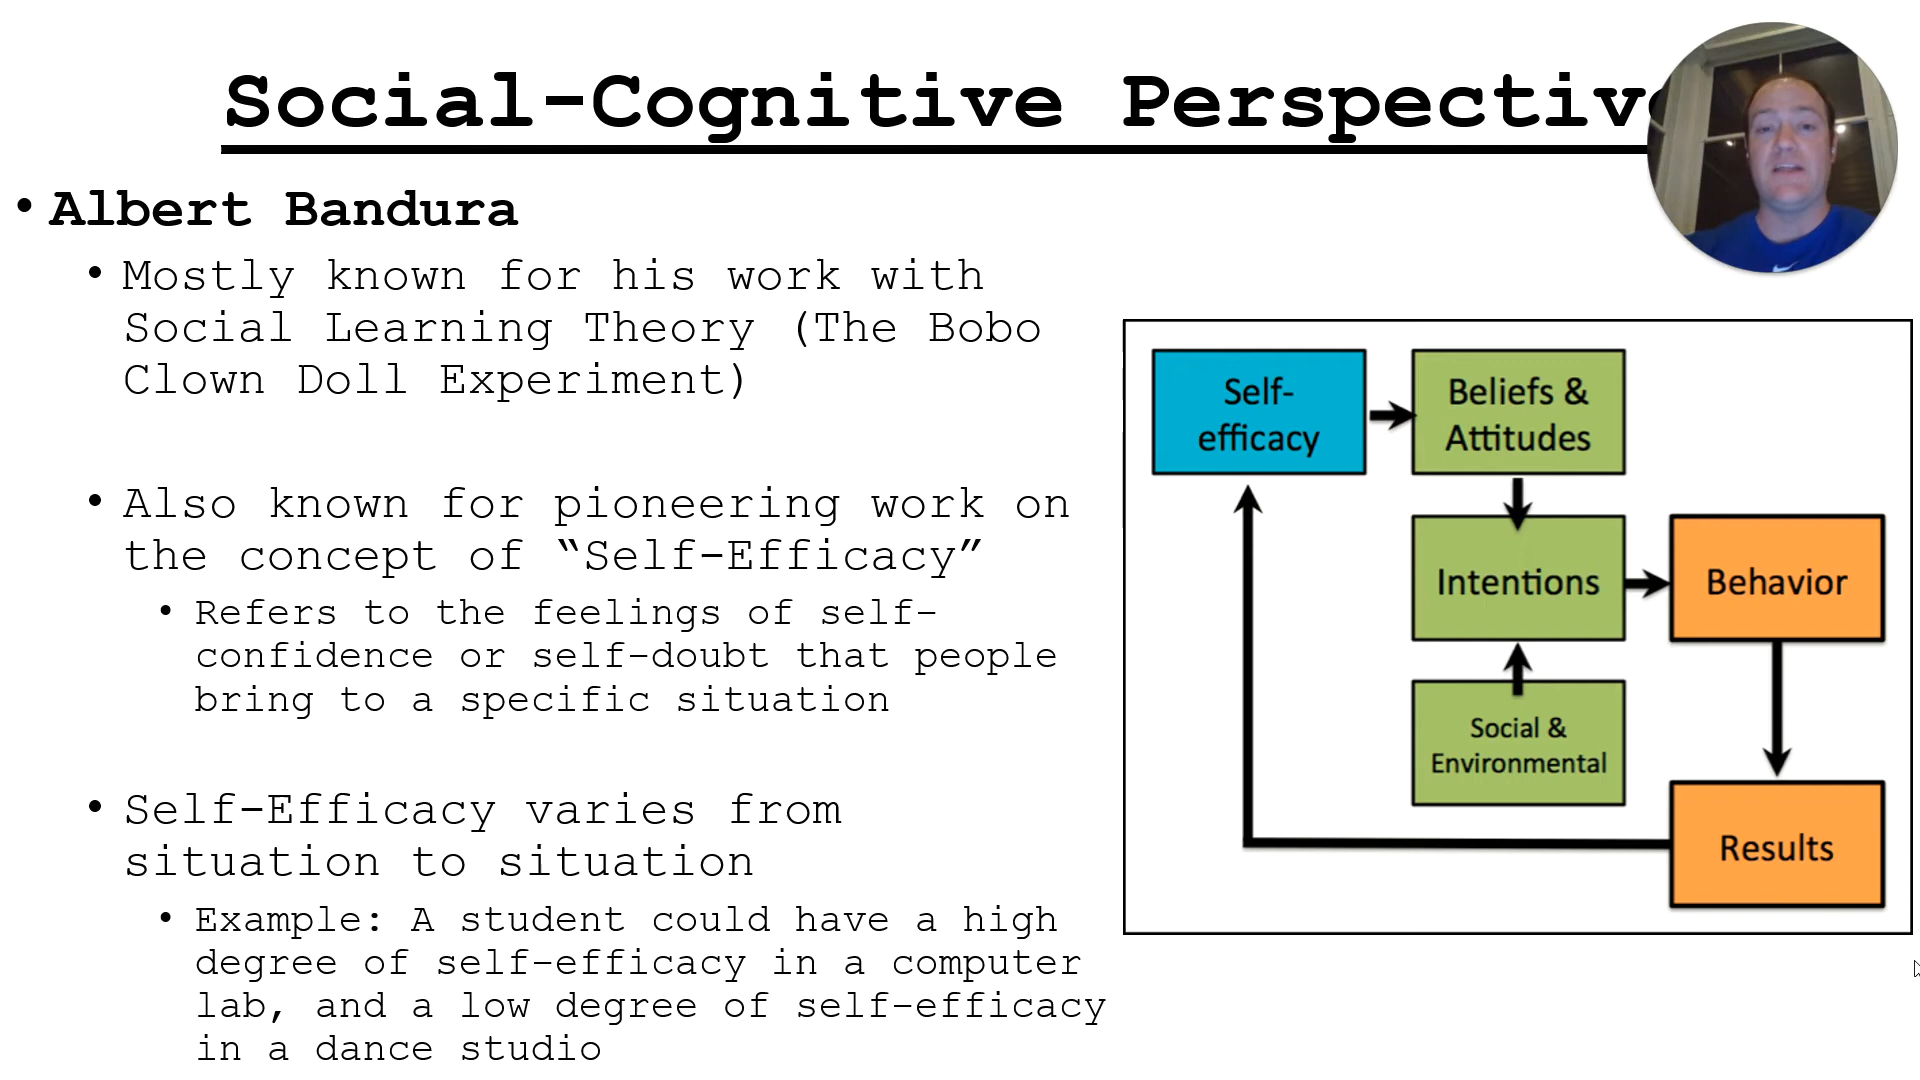 Social-Cognitive Perspectiv
• Albert Bandura
• Mostly known for his work with
Social Learning Theory (The Bobo
Clown Doll Experiment)
• Also known for pioneering work on
the concept of “Self-Efficacy”
• Refers to the feelings of self-
confidence or self-doubt that people
bring to a specific situation
• Self-Efficacy varies from
situation to situation
• Example: A student could have a high
degree of self-efficacy in a computer
lab, and a low degree of self-efficacy
in a dance studio
Self-
efficacy
Beliefs &
Attitudes
Intentions
Behavior
Social &
Environmental
Results